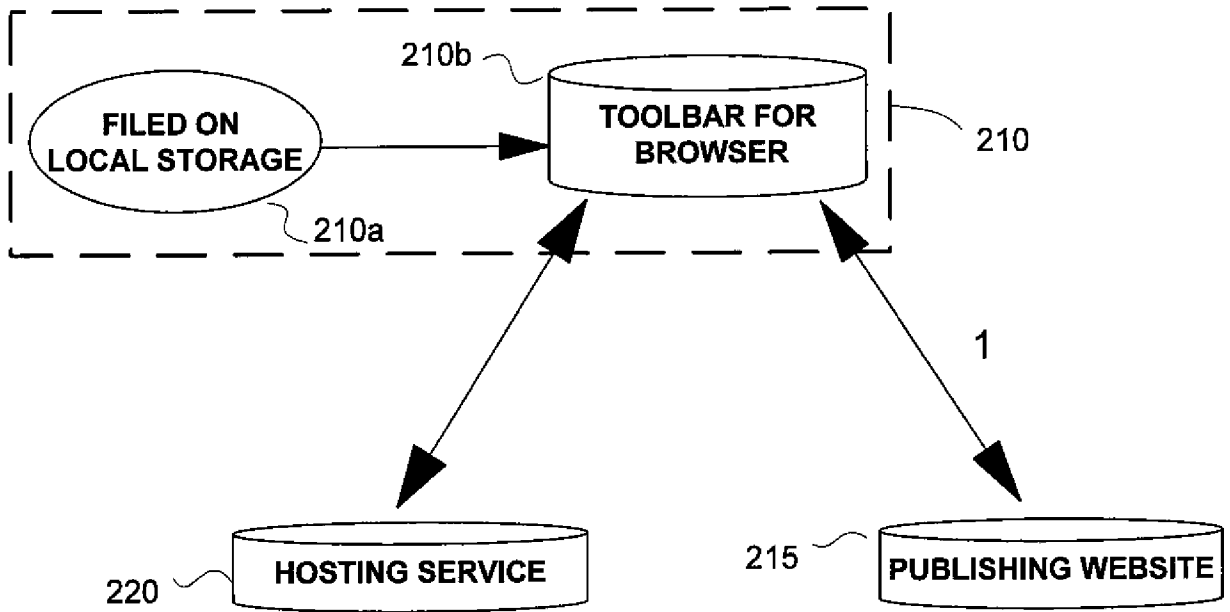 210b
FILED ON
LOCAL STORAGE
TOOLBAR FOR
BROWSER
210
210a
1
HOSTING SERVICE
220
215
PUBLISHING WEBSITE